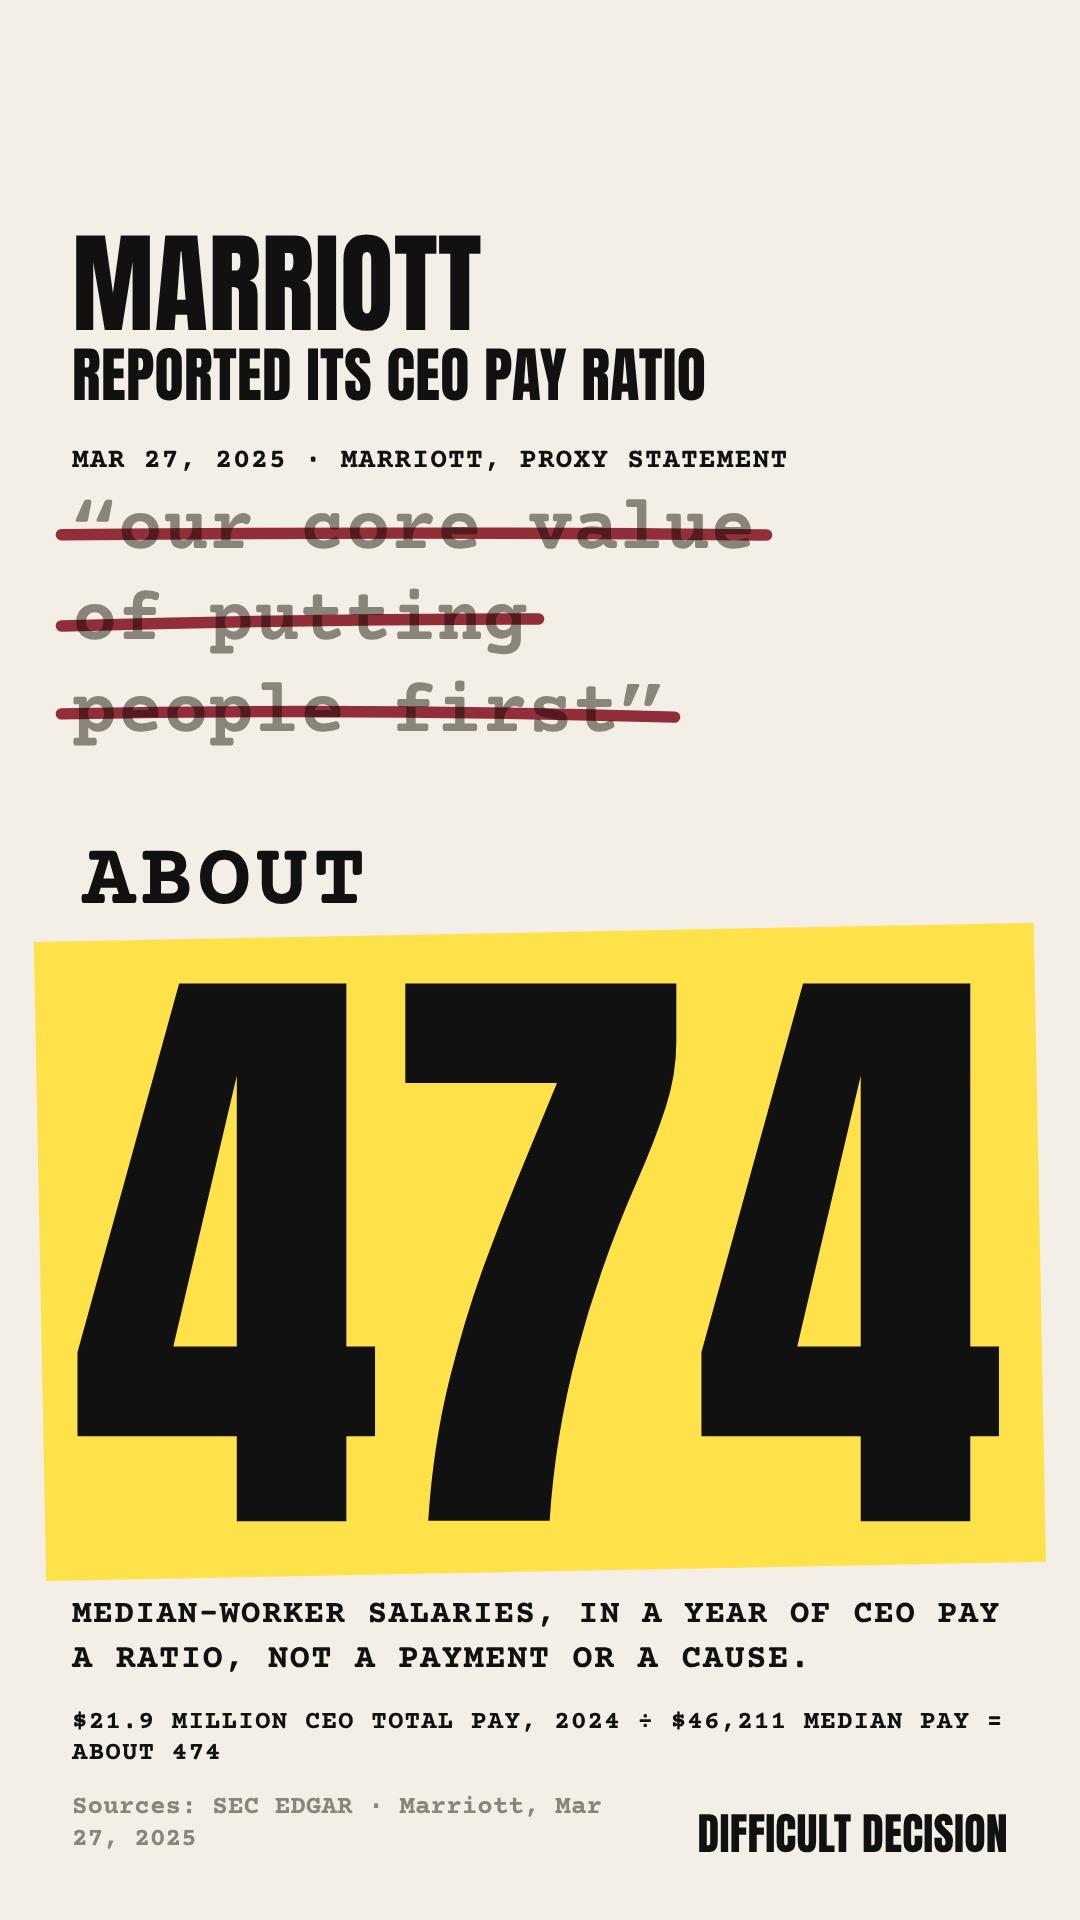 MARRIOTT
REPORTED ITS CEO PAY RATIO
MAR 27, 2025 · MARRIOTT, PROXY STATEMENT
“our core value
of putting
people first”
ABOUT
474
MEDIAN-WORKER SALARIES, IN A YEAR OF CEO PAY
A RATIO, NOT A PAYMENT OR A CAUSE.
$21.9 MILLION CEO TOTAL PAY, 2024 ÷ $46,211 MEDIAN PAY =
ABOUT 474
Sources: SEC EDGAR · Marriott, Mar
27, 2025
DIFFICULT DECISION